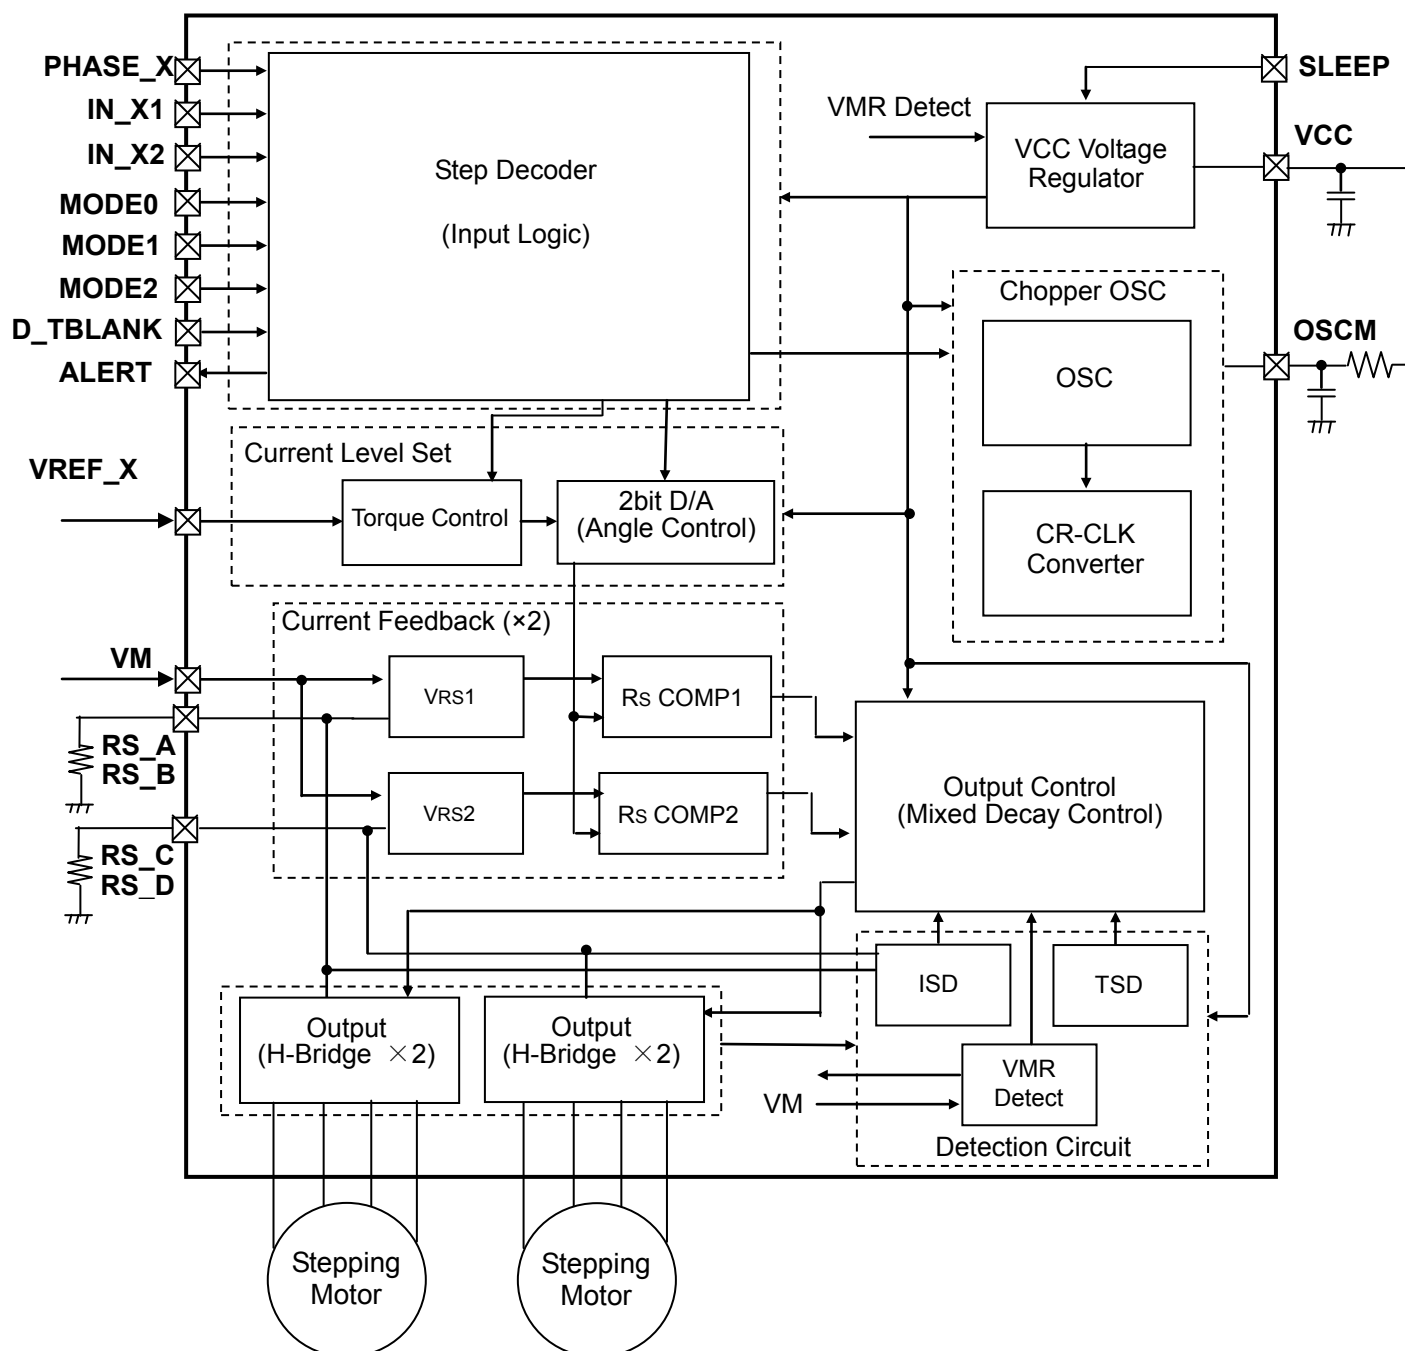 PHASE_X
IN_X1
IN_X2
MODE0
MODE1
MODE2
D_TBLANK
ALERT
Step Decoder
(Input Logic)
VMR Detect
VCC Voltage
Regulator
SLEEP
VCC
Chopper OSC
OSC
CR-CLK
Converter
OSCM
VREF_X
Current Level Set
Torque Control
2bit D/A
(Angle Control)
Current Feedback (×2)
VM
RS_A
RS_B
RS_C
RS_D
VRS1
RS COMP1
VRS2
RS COMP2
Output Control
(Mixed Decay Control)
ISD
TSD
VMR
Detect
VM
Detection Circuit
Output
(H-Bridge ×2)
Output
(H-Bridge ×2)
Stepping
Motor
Stepping
Motor